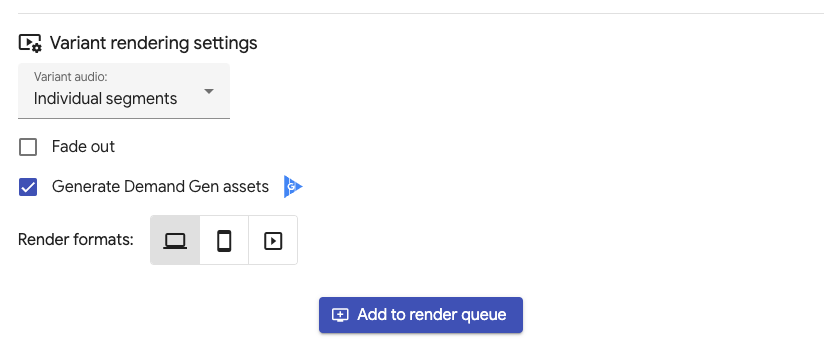 Variant rendering settings
Variant audio:
Individual segments
Fade out
Generate Demand Gen assets
Render formats:
Add to render queue